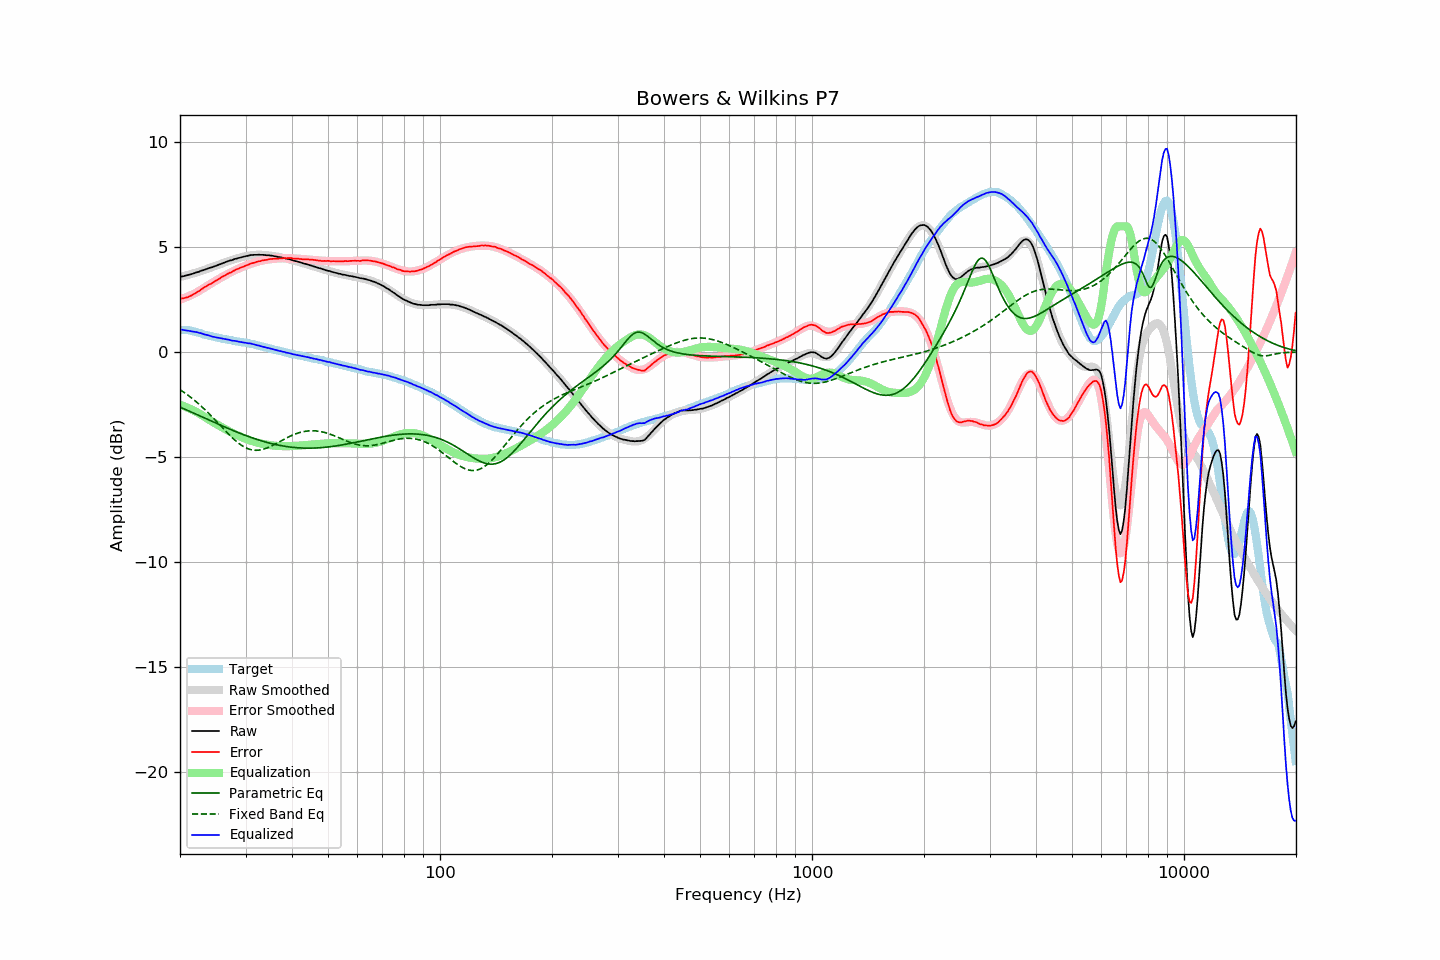 Bowers & Wilkins P7
10
5
0
−5
−10
−15
−20
Amplitude (dBr)
Target
Raw Smoothed
Error Smoothed
Raw
Error
Equalization
Parametric Eq
Fixed Band Eq
Equalized
100
1000
10000
Frequency (Hz)